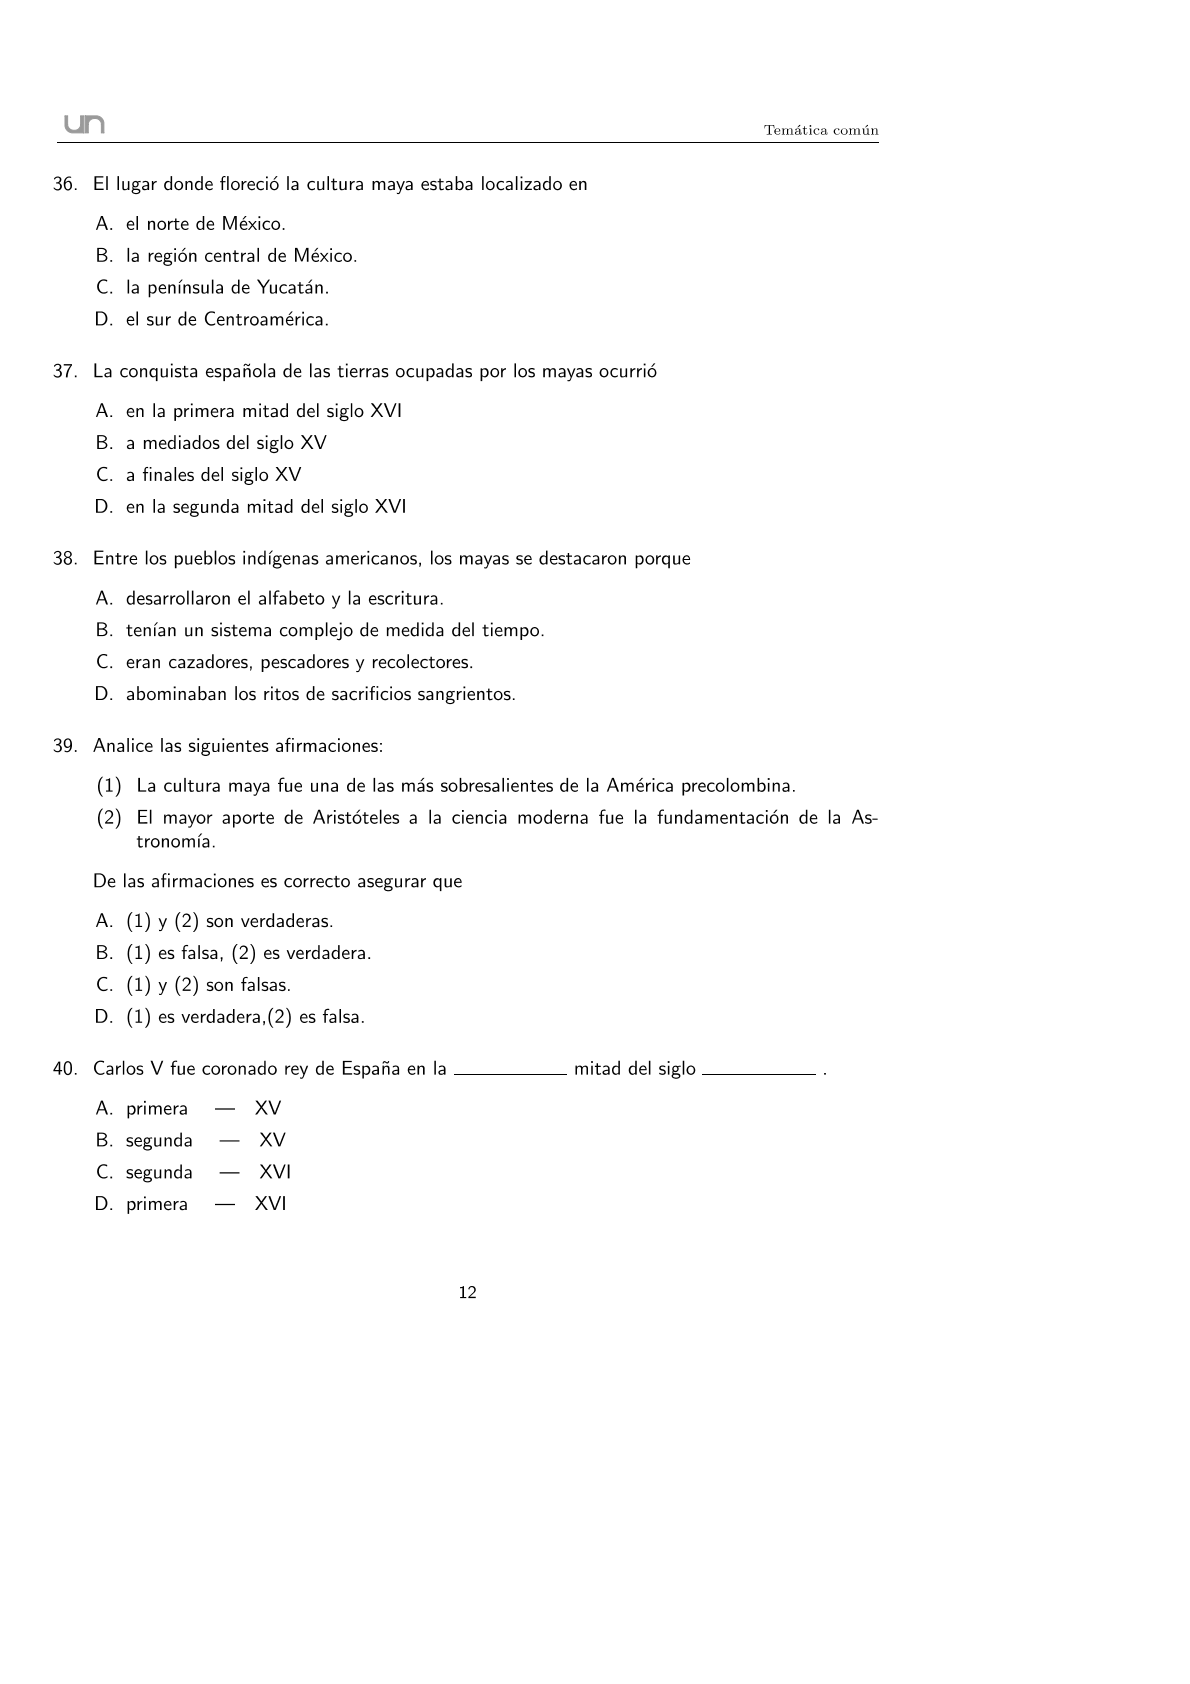 un
Temática común
36. El lugar donde floreció la cultura maya estaba localizado en
A. el norte de México.
B. la región central de México.
C. la península de Yucatán.
D. el sur de Centroamérica.
37. La conquista española de las tierras ocupadas por los mayas ocurrió
A. en la primera mitad del siglo XVI
B. a mediados del siglo XV
C. a finales del siglo XV
D. en la segunda mitad del siglo XVI
38. Entre los pueblos indígenas americanos, los mayas se destacaron porque
A. desarrollaron el alfabeto y la escritura.
B. tenían un sistema complejo de medida del tiempo.
C. eran cazadores, pescadores y recolectores.
D. abominaban los ritos de sacrificios sangrientos.
39. Analice las siguientes afirmaciones:
(1) La cultura maya fue una de las más sobresalientes de la América precolombina.
(2) El mayor aporte de Aristóteles a la ciencia moderna fue la fundamentación de la As-
tronomía.
De las afirmaciones es correcto asegurar que
A. (1) y (2) son verdaderas.
B. (1) es falsa, (2) es verdadera.
C. (1) y (2) son falsas.
D. (1) es verdadera,(2) es falsa.
40. Carlos V fue coronado rey de España en la __________ mitad del siglo __________ .
A. primera — XV
B. segunda — XV
C. segunda — XVI
D. primera — XVI
12